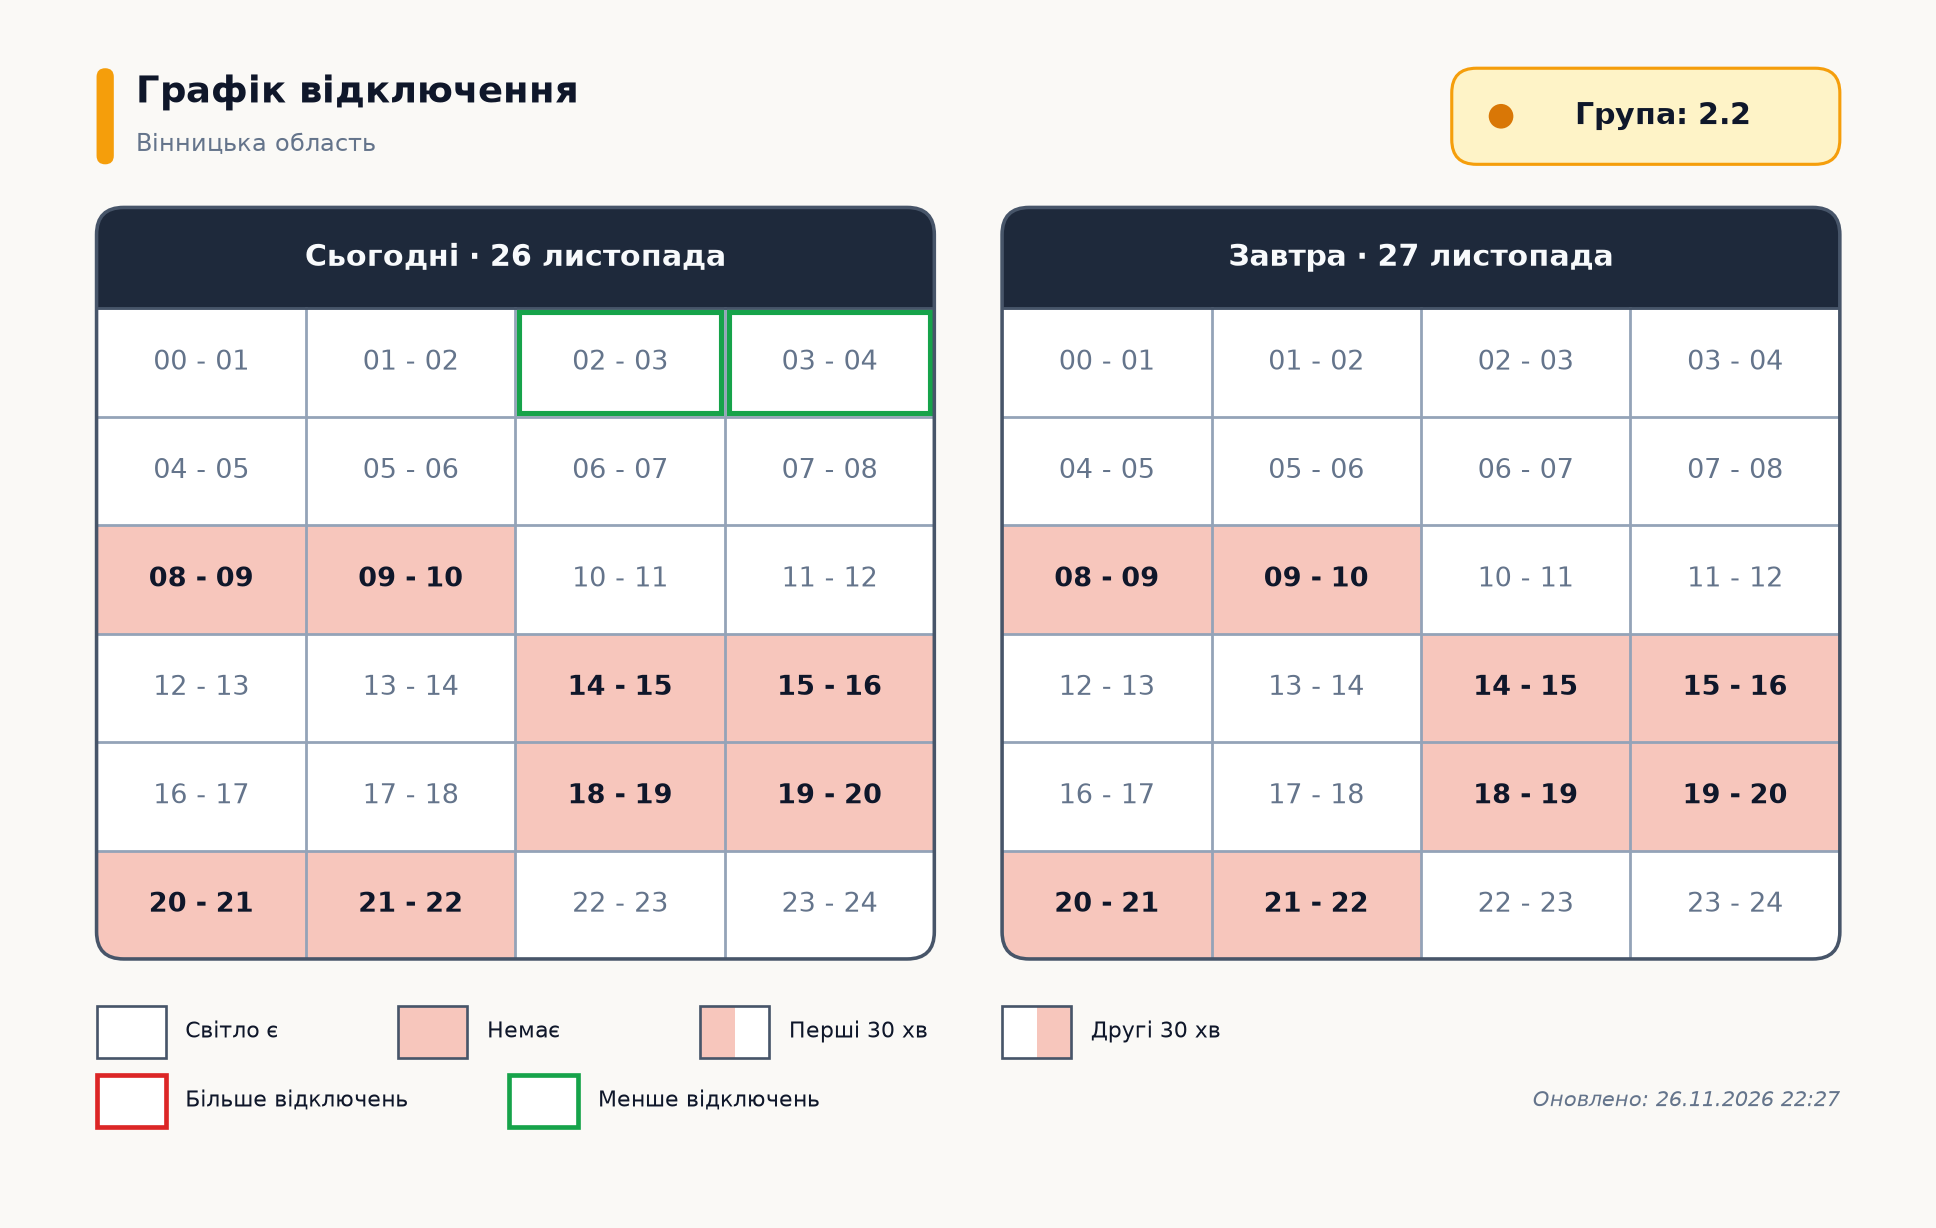 Графік відключення
Вінницька область
Група: 2.2
Сьогодні · 26 листопада
00 - 01 01 - 02 02 - 03 03 - 04
04 - 05 05 - 06 06 - 07 07 - 08
08 - 09 09 - 10 10 - 11 11 - 12
12 - 13 13 - 14 14 - 15 15 - 16
16 - 17 17 - 18 18 - 19 19 - 20
20 - 21 21 - 22 22 - 23 23 - 24
Завтра · 27 листопада
00 - 01 01 - 02 02 - 03 03 - 04
04 - 05 05 - 06 06 - 07 07 - 08
08 - 09 09 - 10 10 - 11 11 - 12
12 - 13 13 - 14 14 - 15 15 - 16
16 - 17 17 - 18 18 - 19 19 - 20
20 - 21 21 - 22 22 - 23 23 - 24
Світло є Немає Перші 30 хв Другі 30 хв
Більше відключень Менше відключень
Оновлено: 26.11.2026 22:27